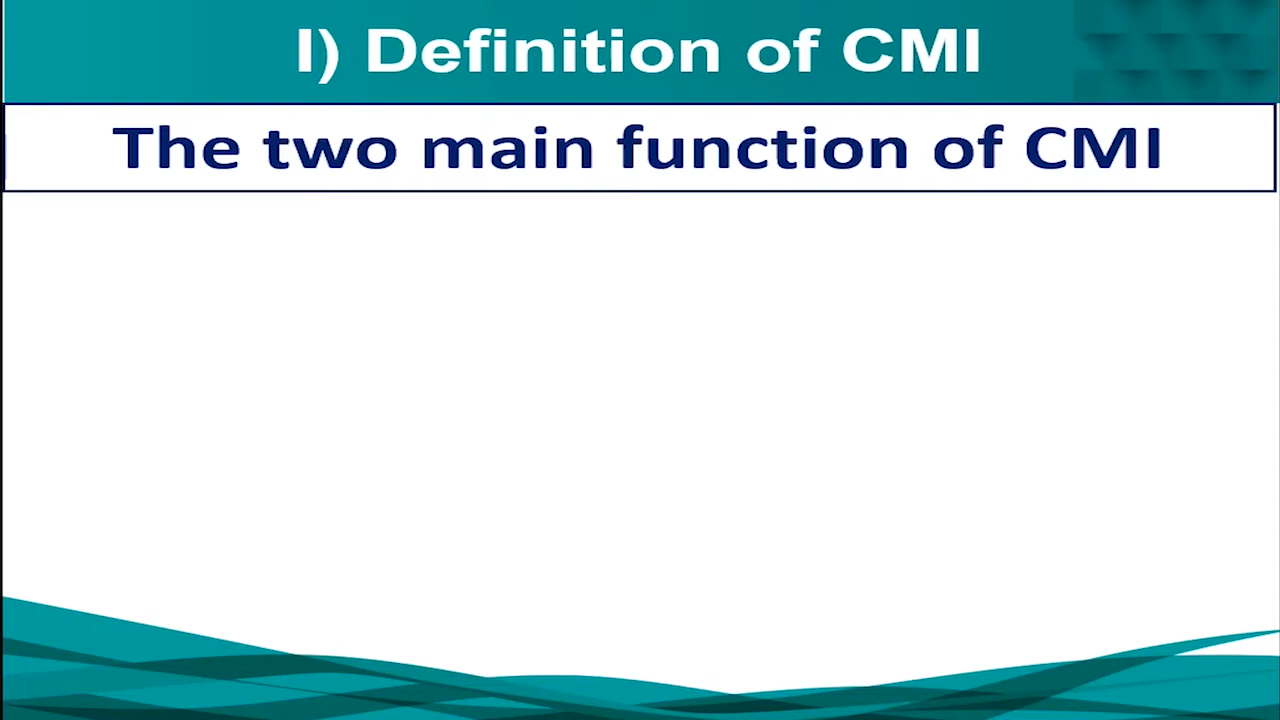 I) Definition of CMI
The two main function of CMI